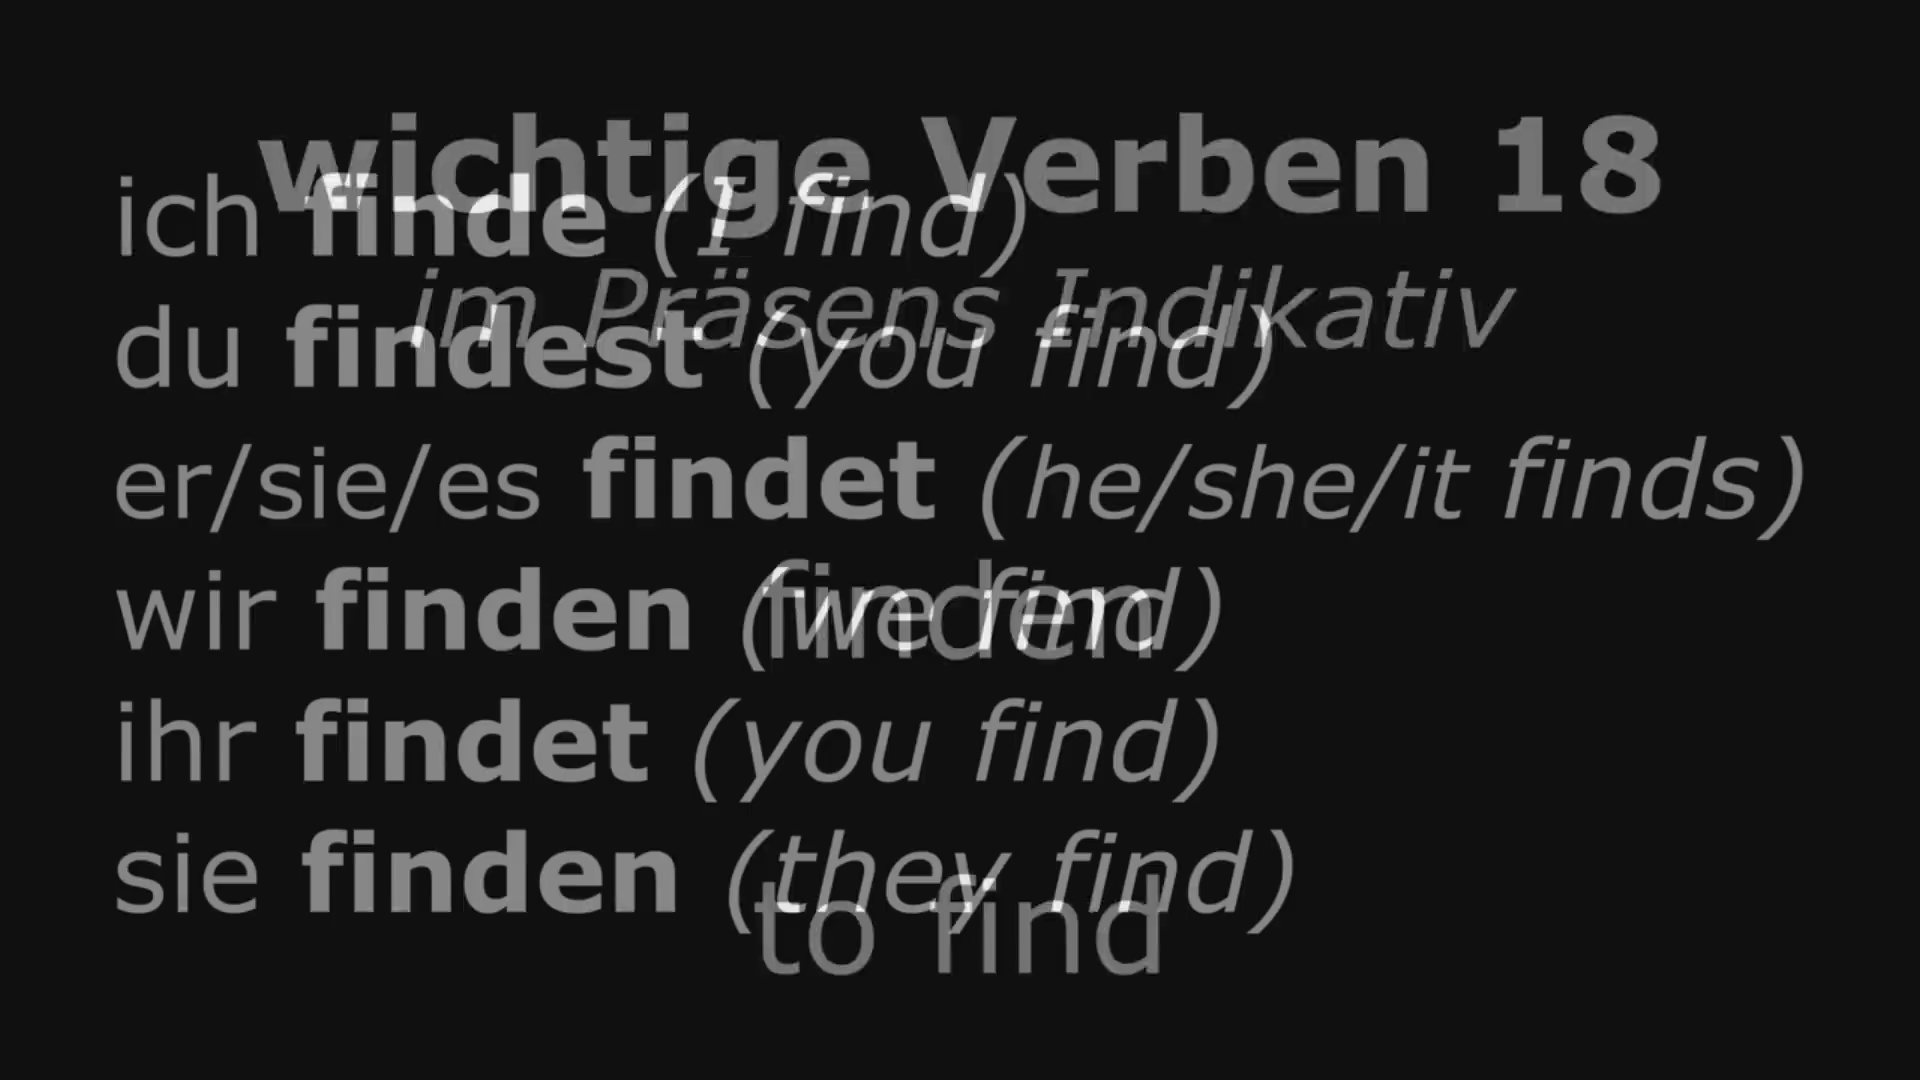 wichtige Verben 18
ich finde (I find)
im Präsens Indikativ
du findest (you find)
er/sie/es findet (he/she/it finds)
finden
wir finden (we find)
ihr findet (you find)
sie finden (they find)
to find